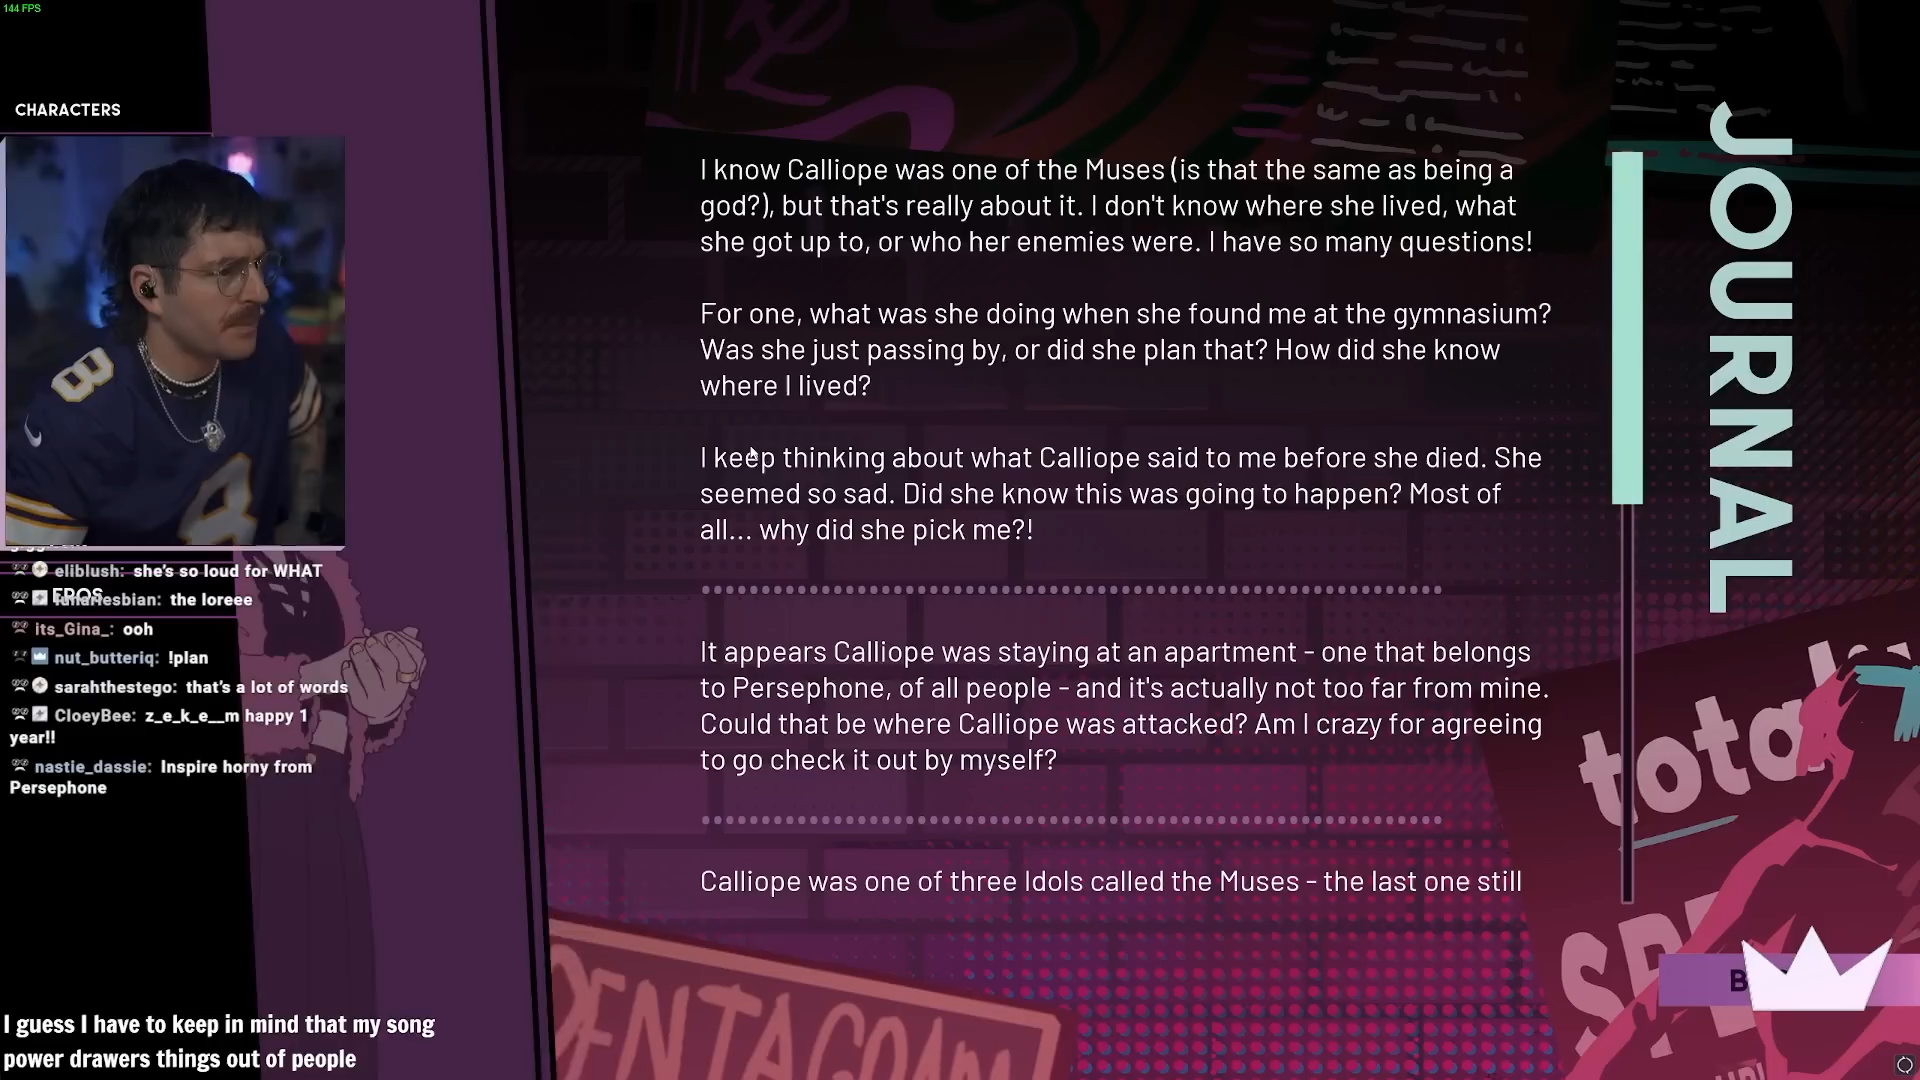 144 FPS
CHARACTERS
I know Calliope was one of the Muses (is that the same as being a
god?), but that's really about it. I don't know where she lived, what
she got up to, or who her enemies were. I have so many questions!
For one, what was she doing when she found me at the gymnasium?
Was she just passing by, or did she plan that? How did she know
where I lived?
I keep thinking about what Calliope said to me before she died. She
seemed so sad. Did she know this was going to happen? Most of
all... why did she pick me?!
It appears Calliope was staying at an apartment - one that belongs
to Persephone, of all people - and it's actually not too far from mine.
Could that be where Calliope was attacked? Am I crazy for agreeing
to go check it out by myself?
Calliope was one of three Idols called the Muses - the last one still
JOURNAL
8
eliblush: she's so loud for WHAT
EROS
the loreee
its_Gina_: ooh
nut_butteriq: !plan
sarahthestego: that's a lot of words
CloeyBee: z_e_k_e__m happy 1
year!!
nastie_dassie: Inspire horny from
Persephone
I guess I have to keep in mind that my song
power drawers things out of people
PENTAGOAM